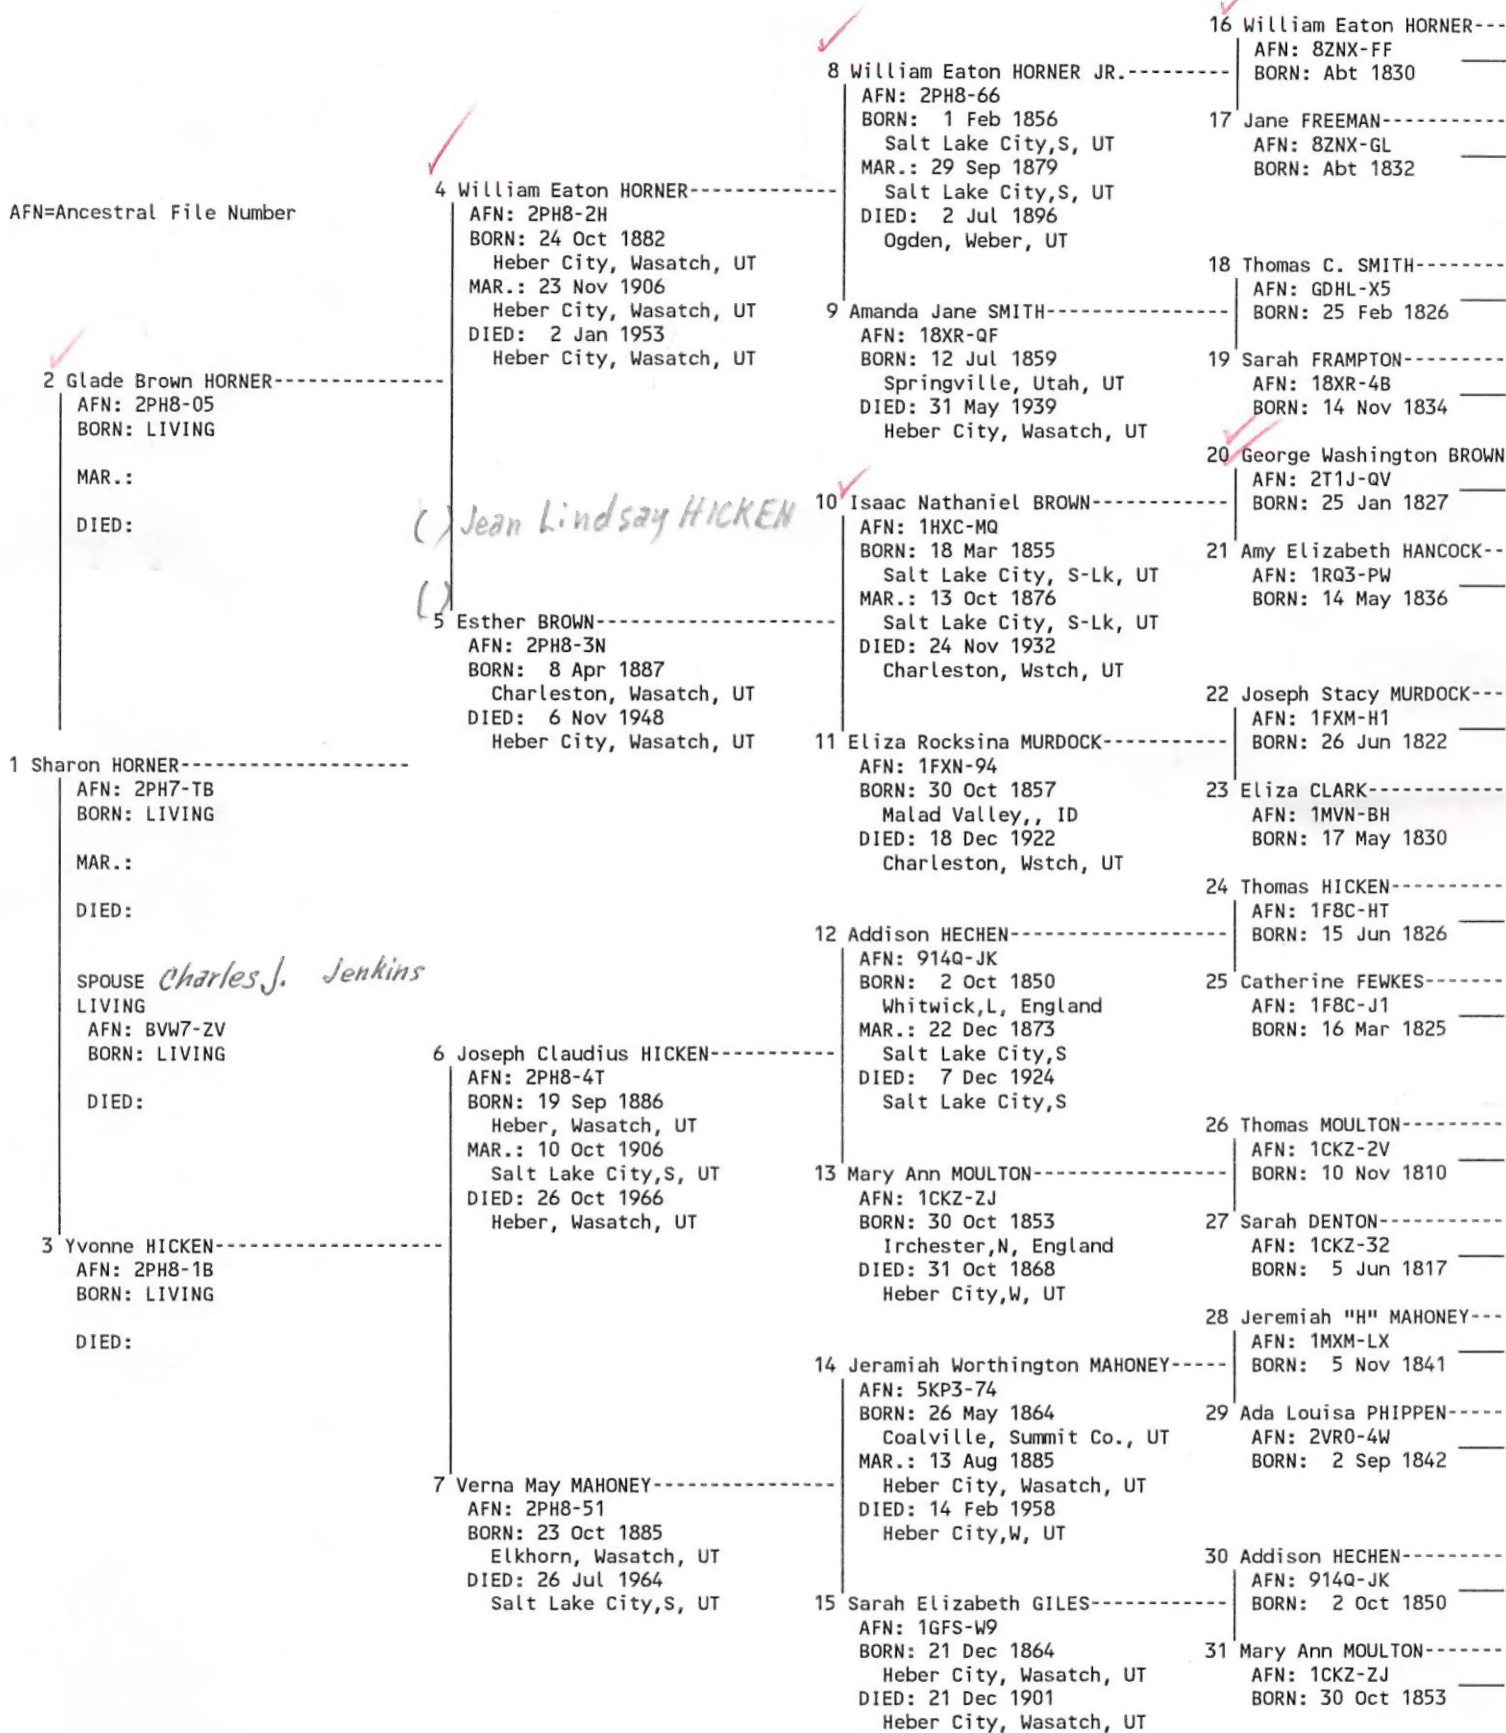 AFN=Ancestral File Number
1 Sharon HORNER-------------------
AFN: 2PH7-TB
BORN: LIVING
MAR.:
DIED:
SPOUSE Charles J. Jenkins
LIVING
AFN: BVW7-ZV
BORN: LIVING
DIED:
2 Glade Brown HORNER--------------
AFN: 2PH8-05
BORN: LIVING
MAR.:
DIED:
3 Yvonne HICKEN-------------------
AFN: 2PH8-1B
BORN: LIVING
DIED:
4 William Eaton HORNER------------
AFN: 2PH8-2H
BORN: 24 Oct 1882
Heber City, Wasatch, UT
MAR.: 23 Nov 1906
Heber City, Wasatch, UT
DIED: 2 Jan 1953
Heber City, Wasatch, UT
( ) Jean Lindsay HICKEN
( )
5 Esther BROWN--------------------
AFN: 2PH8-3N
BORN: 8 Apr 1887
Charleston, Wasatch, UT
DIED: 6 Nov 1948
Heber City, Wasatch, UT
6 Joseph Claudius HICKEN----------
AFN: 2PH8-4T
BORN: 19 Sep 1886
Heber, Wasatch, UT
MAR.: 10 Oct 1906
Salt Lake City,S, UT
DIED: 26 Oct 1966
Heber, Wasatch, UT
7 Verna May MAHONEY---------------
AFN: 2PH8-51
BORN: 23 Oct 1885
Elkhorn, Wasatch, UT
DIED: 26 Jul 1964
Salt Lake City,S, UT
8 William Eaton HORNER JR.--------
AFN: 2PH8-66
BORN: 1 Feb 1856
Salt Lake City,S, UT
MAR.: 29 Sep 1879
Salt Lake City,S, UT
DIED: 2 Jul 1896
Ogden, Weber, UT
9 Amanda Jane SMITH---------------
AFN: 18XR-QF
BORN: 12 Jul 1859
Springville, Utah, UT
DIED: 31 May 1939
Heber City, Wasatch, UT
10 Isaac Nathaniel BROWN-----------
AFN: 1HXC-MQ
BORN: 18 Mar 1855
Salt Lake City, S-Lk, UT
MAR.: 13 Oct 1876
Salt Lake City, S-Lk, UT
DIED: 24 Nov 1932
Charleston, Wstch, UT
11 Eliza Rocksina MURDOCK----------
AFN: 1FXN-94
BORN: 30 Oct 1857
Malad Valley,, ID
DIED: 18 Dec 1922
Charleston, Wstch, UT
12 Addison HECHEN------------------
AFN: 914Q-JK
BORN: 2 Oct 1850
Whitwick,L, England
MAR.: 22 Dec 1873
Salt Lake City,S
DIED: 7 Dec 1924
Salt Lake City,S
13 Mary Ann MOULTON----------------
AFN: 1CKZ-ZJ
BORN: 30 Oct 1853
Irchester,N, England
DIED: 31 Oct 1868
Heber City,W, UT
14 Jeramiah Worthington MAHONEY-----
AFN: 5KP3-74
BORN: 26 May 1864
Coalville, Summit Co., UT
MAR.: 13 Aug 1885
Heber City, Wasatch, UT
DIED: 14 Feb 1958
Heber City,W, UT
15 Sarah Elizabeth GILES-----------
AFN: 1GFS-W9
BORN: 21 Dec 1864
Heber City, Wasatch, UT
DIED: 21 Dec 1901
Heber City, Wasatch, UT
16 William Eaton HORNER---
AFN: 8ZNX-FF
BORN: Abt 1830
17 Jane FREEMAN-----------
AFN: 8ZNX-GL
BORN: Abt 1832
18 Thomas C. SMITH--------
AFN: GDHL-X5
BORN: 25 Feb 1826
19 Sarah FRAMPTON---------
AFN: 18XR-4B
BORN: 14 Nov 1834
20 George Washington BROWN
AFN: 2T1J-QV
BORN: 25 Jan 1827
21 Amy Elizabeth HANCOCK--
AFN: 1RQ3-PW
BORN: 14 May 1836
22 Joseph Stacy MURDOCK---
AFN: 1FXM-H1
BORN: 26 Jun 1822
23 Eliza CLARK------------
AFN: 1MVN-BH
BORN: 17 May 1830
24 Thomas HICKEN----------
AFN: 1F8C-HT
BORN: 15 Jun 1826
25 Catherine FEWKES-------
AFN: 1F8C-J1
BORN: 16 Mar 1825
26 Thomas MOULTON---------
AFN: 1CKZ-2V
BORN: 10 Nov 1810
27 Sarah DENTON-----------
AFN: 1CKZ-32
BORN: 5 Jun 1817
28 Jeremiah "H" MAHONEY---
AFN: 1MXM-LX
BORN: 5 Nov 1841
29 Ada Louisa PHIPPEN-----
AFN: 2VR0-4W
BORN: 2 Sep 1842
30 Addison HECHEN---------
AFN: 914Q-JK
BORN: 2 Oct 1850
31 Mary Ann MOULTON-------
AFN: 1CKZ-ZJ
BORN: 30 Oct 1853